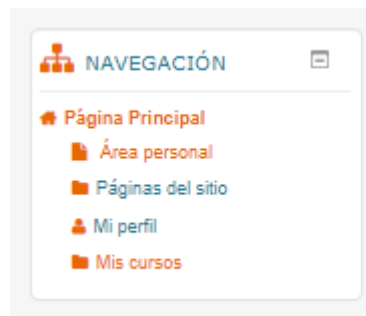 NAVEGACIÓN
Página Principal
Área personal
Páginas del sitio
Mi perfil
Mis cursos